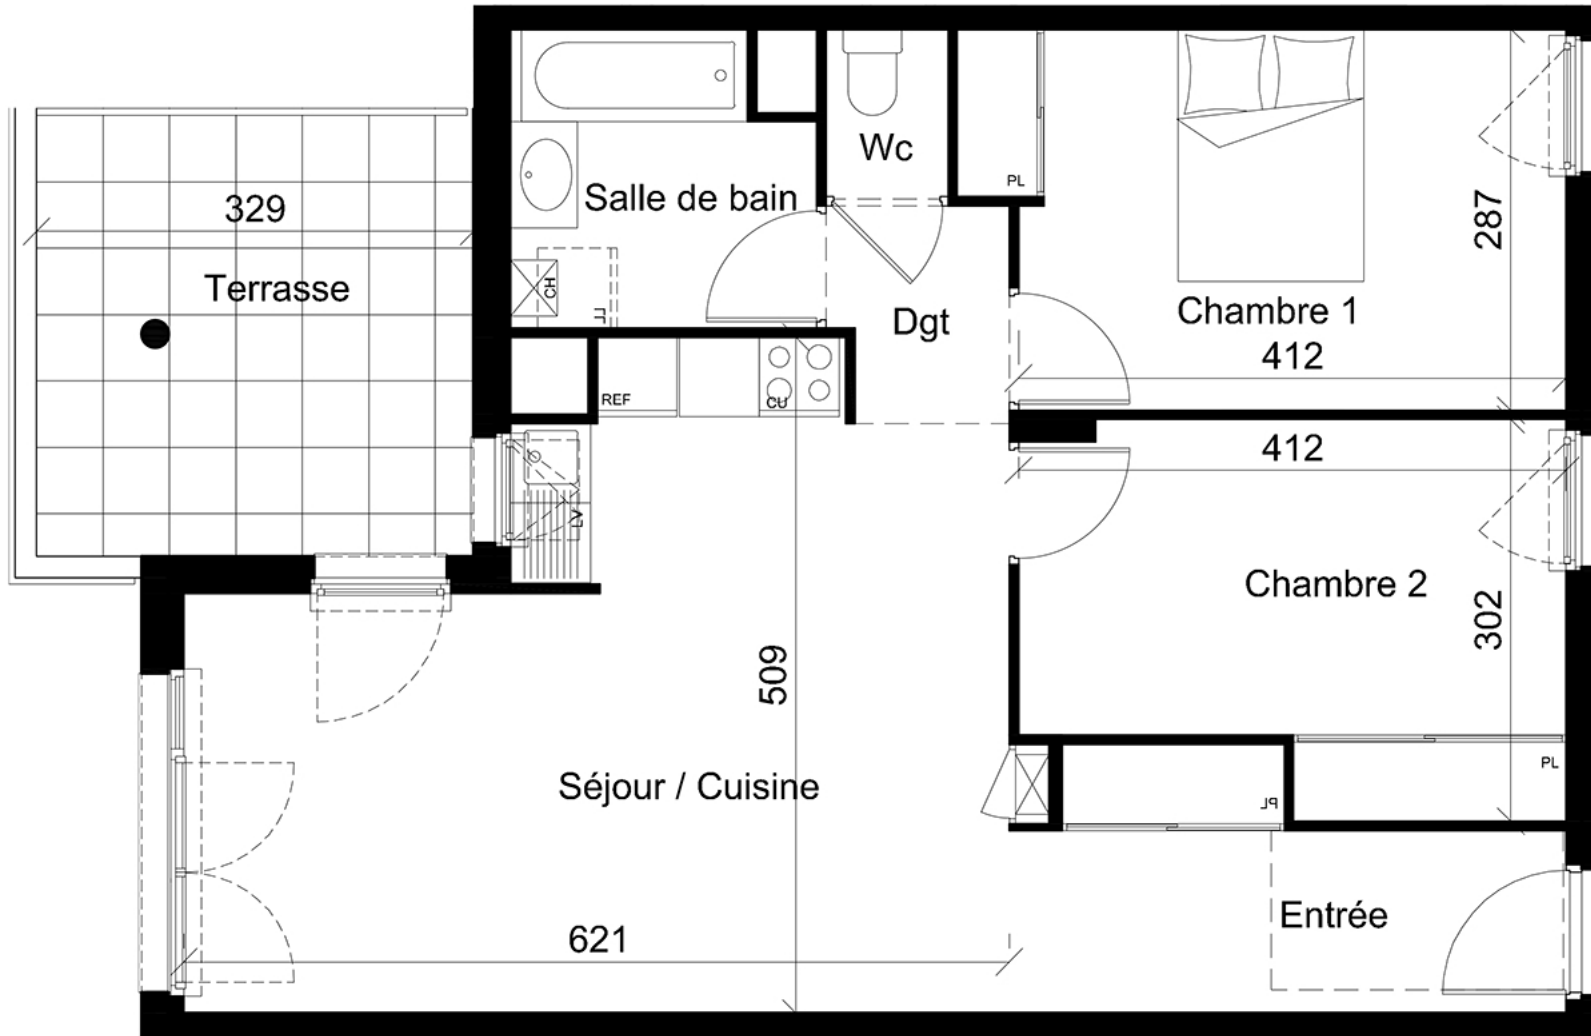 Wc
PL
Salle de bain
329
287
Terrasse
CH
LL
Dgt
Chambre 1
412
REF
CU
412
LV
Chambre 2
302
509
PL
Séjour / Cuisine
PL
Entrée
621